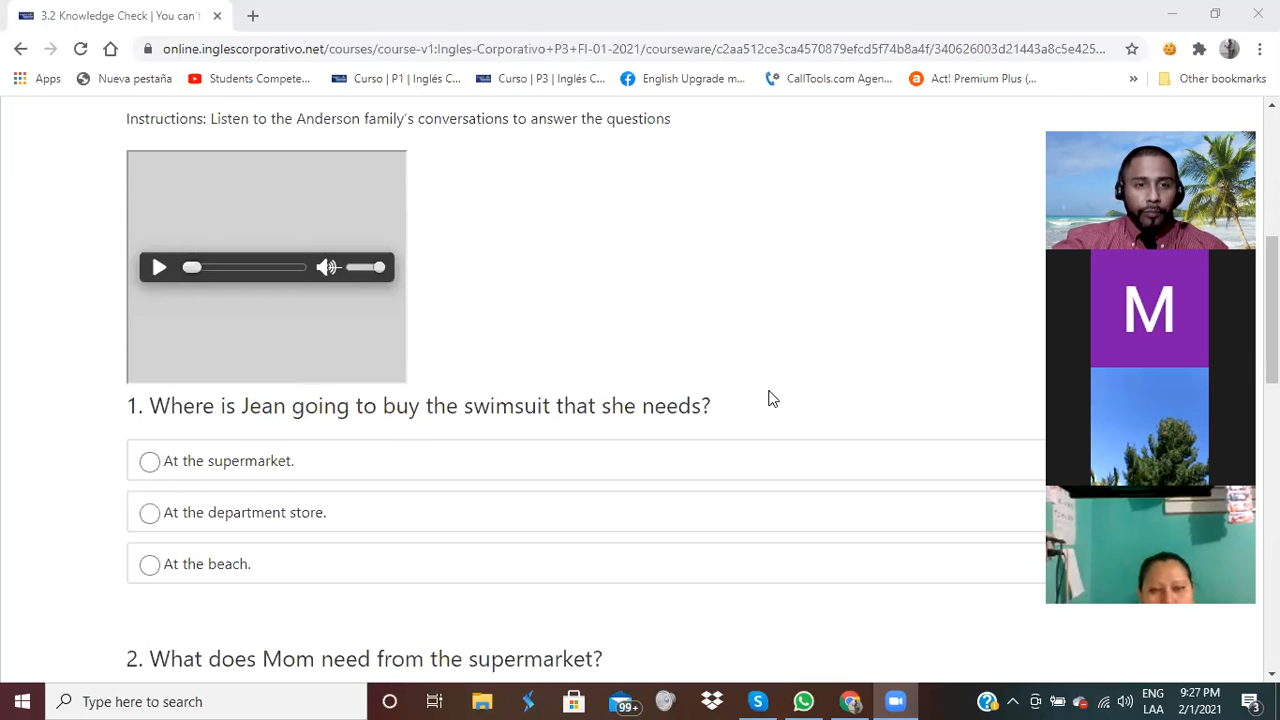 3.2 Knowledge Check | You can't
online.inglescorporativo.net/courses/course-v1:Ingles-Corporativo+P3+FI-01-2021/courseware/c2aa512ce3ca4570879efcd5f74b8a4f/340626003d21443a8c5e425...
Apps
Nueva pestaña
Students Compete...
Curso | P1 | Inglés C...
Curso | P3 | Inglés C...
English Upgrade m...
CallTools.com Agen...
Act! Premium Plus (...
»
Other bookmarks
Instructions: Listen to the Anderson family's conversations to answer the questions
M
1. Where is Jean going to buy the swimsuit that she needs?
At the supermarket.
At the department store.
At the beach.
2. What does Mom need from the supermarket?
Type here to search
99+
ENG
LAA
9:27 PM
2/1/2021
3